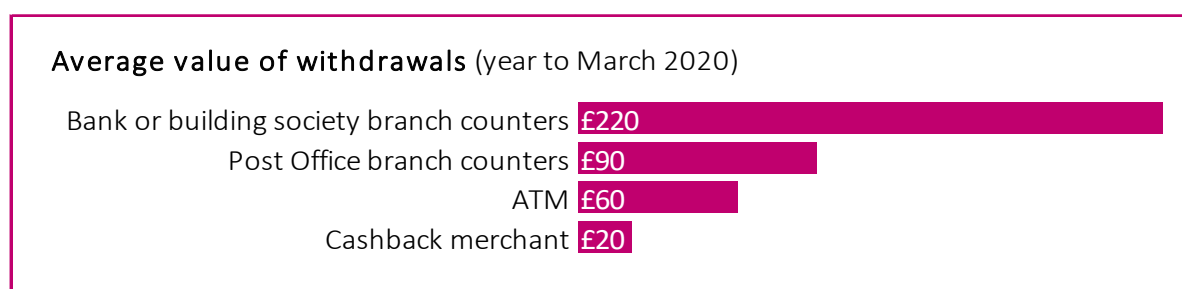 Average value of withdrawals (year to March 2020)
Bank or building society branch counters £220
Post Office branch counters £90
ATM £60
Cashback merchant £20